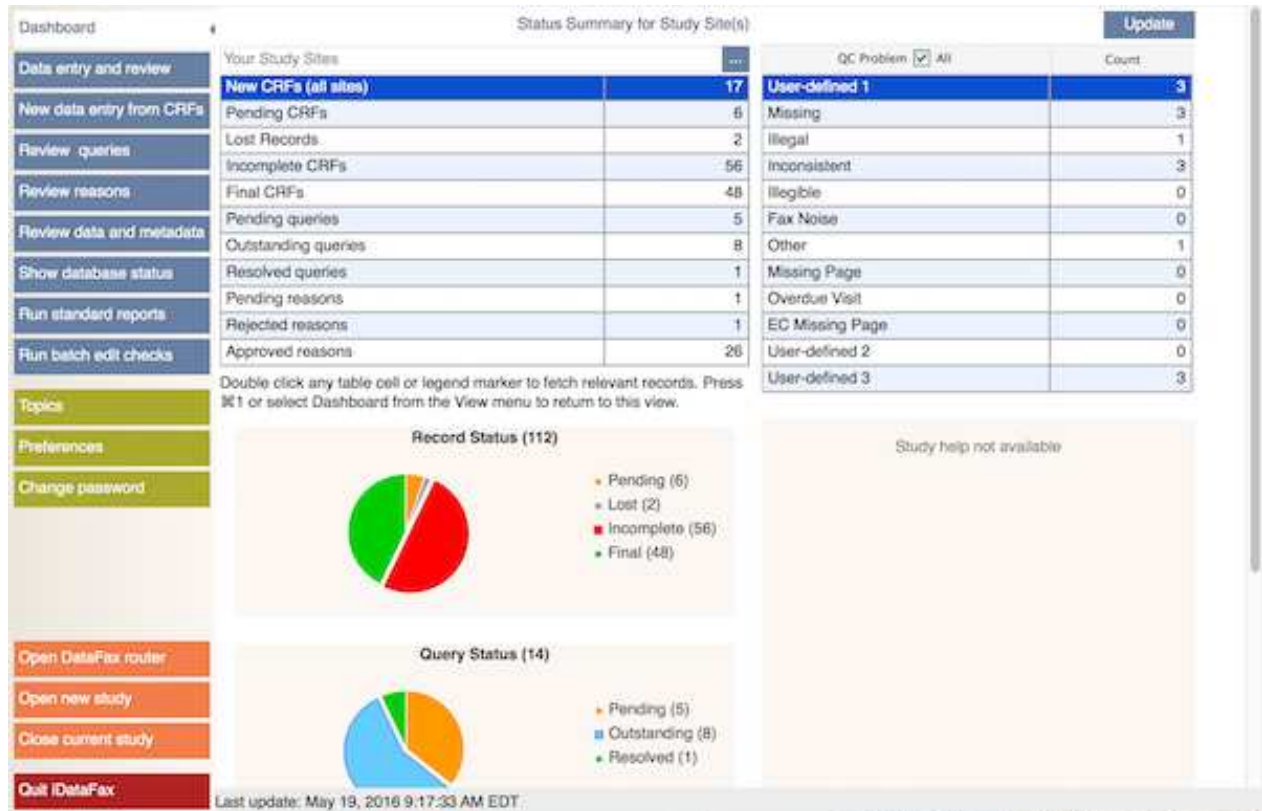 Dashboard
Data entry and review
New data entry from CRFs
Review queries
Review reasons
Review data and metadata
Show database status
Run standard reports
Run batch edit checks
Topics
Preferences
Change password
Open DataFax router
Open new study
Close current study
Quit iDataFax
Status Summary for Study Site(s)
Update
Your Study Sites ...
New CRFs (all sites) 17
Pending CRFs 6
Lost Records 2
Incomplete CRFs 56
Final CRFs 48
Pending queries 5
Outstanding queries 8
Resolved queries 1
Pending reasons 1
Rejected reasons 1
Approved reasons 26
QC Problem All Count
User-defined 1 3
Missing 3
Illegal 1
Inconsistent 3
Illegible 0
Fax Noise 0
Other 1
Missing Page 0
Overdue Visit 0
EC Missing Page 0
User-defined 2 0
User-defined 3 3
Double click any table cell or legend marker to fetch relevant records. Press
⌘1 or select Dashboard from the View menu to return to this view.
Record Status (112)
Pending (6)
Lost (2)
Incomplete (56)
Final (48)
Study help not available
Query Status (14)
Pending (5)
Outstanding (8)
Resolved (1)
Last update: May 19, 2016 9:17:33 AM EDT